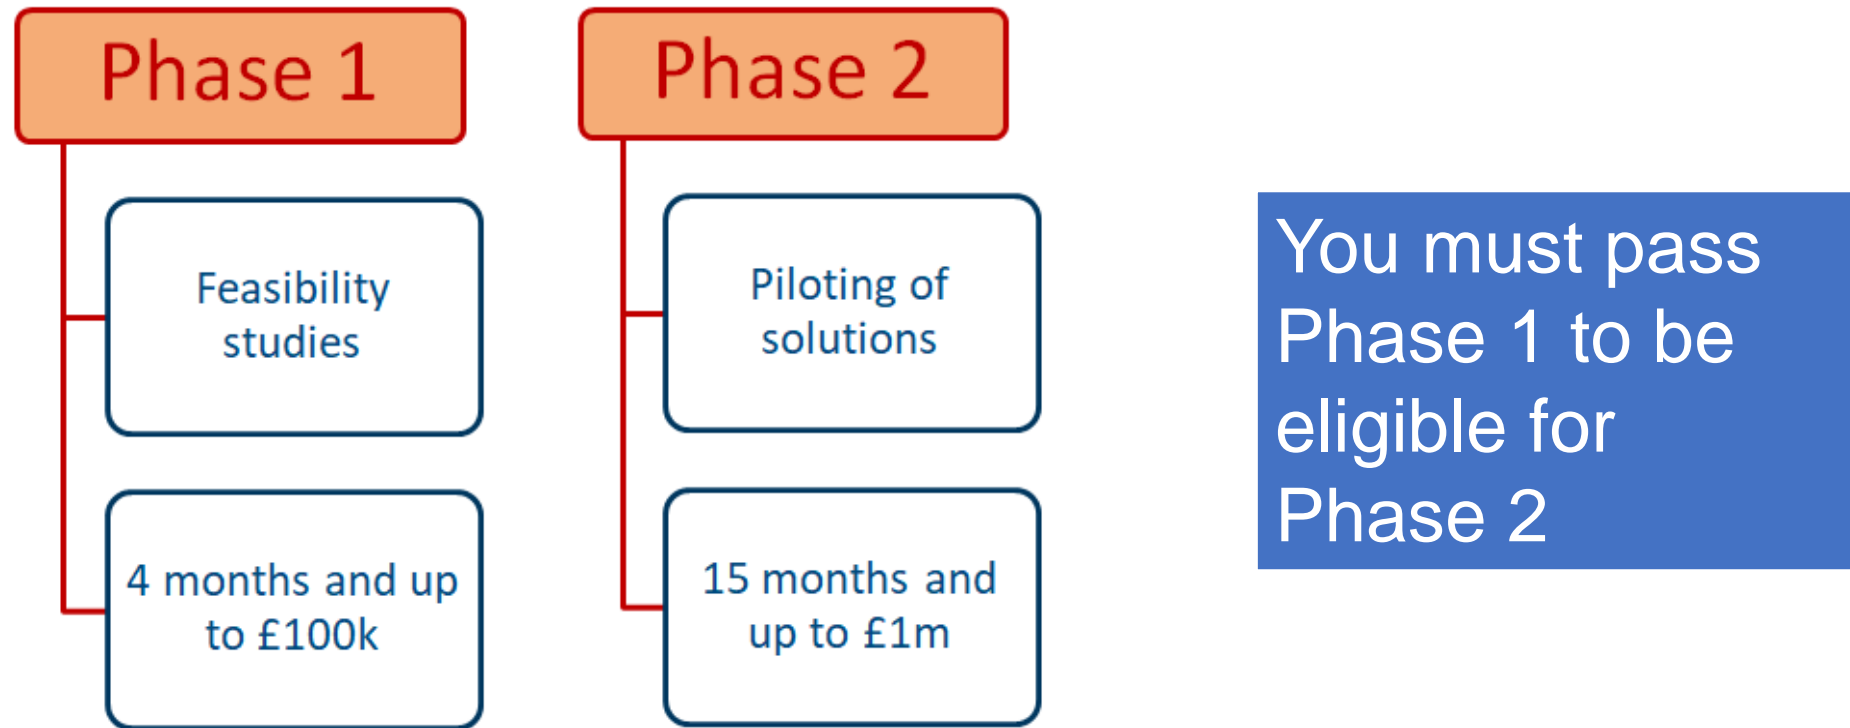 Phase 1
Feasibility
studies
4 months and up
to £100k
Phase 2
Piloting of
solutions
15 months and
up to £1m
You must pass
Phase 1 to be
eligible for
Phase 2